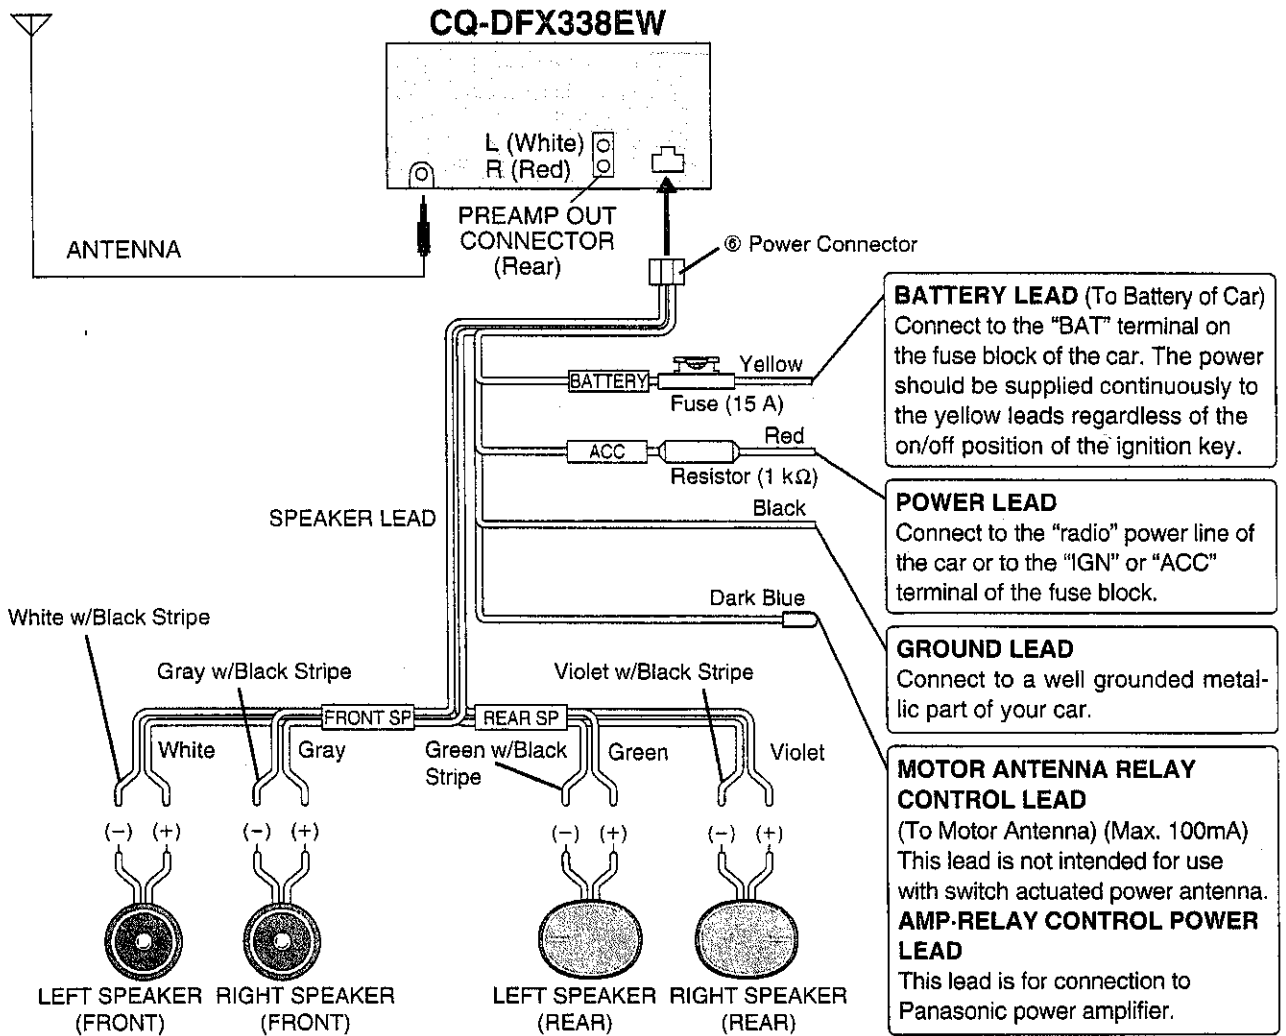 CQ-DFX338EW
L (White)
R (Red)
PREAMP OUT
CONNECTOR
(Rear)
ANTENNA
⑥ Power Connector
BATTERY LEAD (To Battery of Car)
Connect to the “BAT” terminal on
the fuse block of the car. The power
should be supplied continuously to
the yellow leads regardless of the
on/off position of the ignition key.
BATTERY
Yellow
Fuse (15 A)
ACC
Red
Resistor (1 kΩ)
POWER LEAD
Connect to the “radio” power line of
the car or to the “IGN” or “ACC”
terminal of the fuse block.
Black
SPEAKER LEAD
Dark Blue
GROUND LEAD
Connect to a well grounded metal-
lic part of your car.
White w/Black Stripe
Gray w/Black Stripe
Violet w/Black Stripe
FRONT SP
REAR SP
White
Gray
Green w/Black
Stripe
Green
Violet
MOTOR ANTENNA RELAY
CONTROL LEAD
(To Motor Antenna) (Max. 100mA)
This lead is not intended for use
with switch actuated power antenna.
AMP-RELAY CONTROL POWER
LEAD
This lead is for connection to
Panasonic power amplifier.
(−) (+)
(−) (+)
(−) (+)
(−) (+)
LEFT SPEAKER
(FRONT)
RIGHT SPEAKER
(FRONT)
LEFT SPEAKER
(REAR)
RIGHT SPEAKER
(REAR)